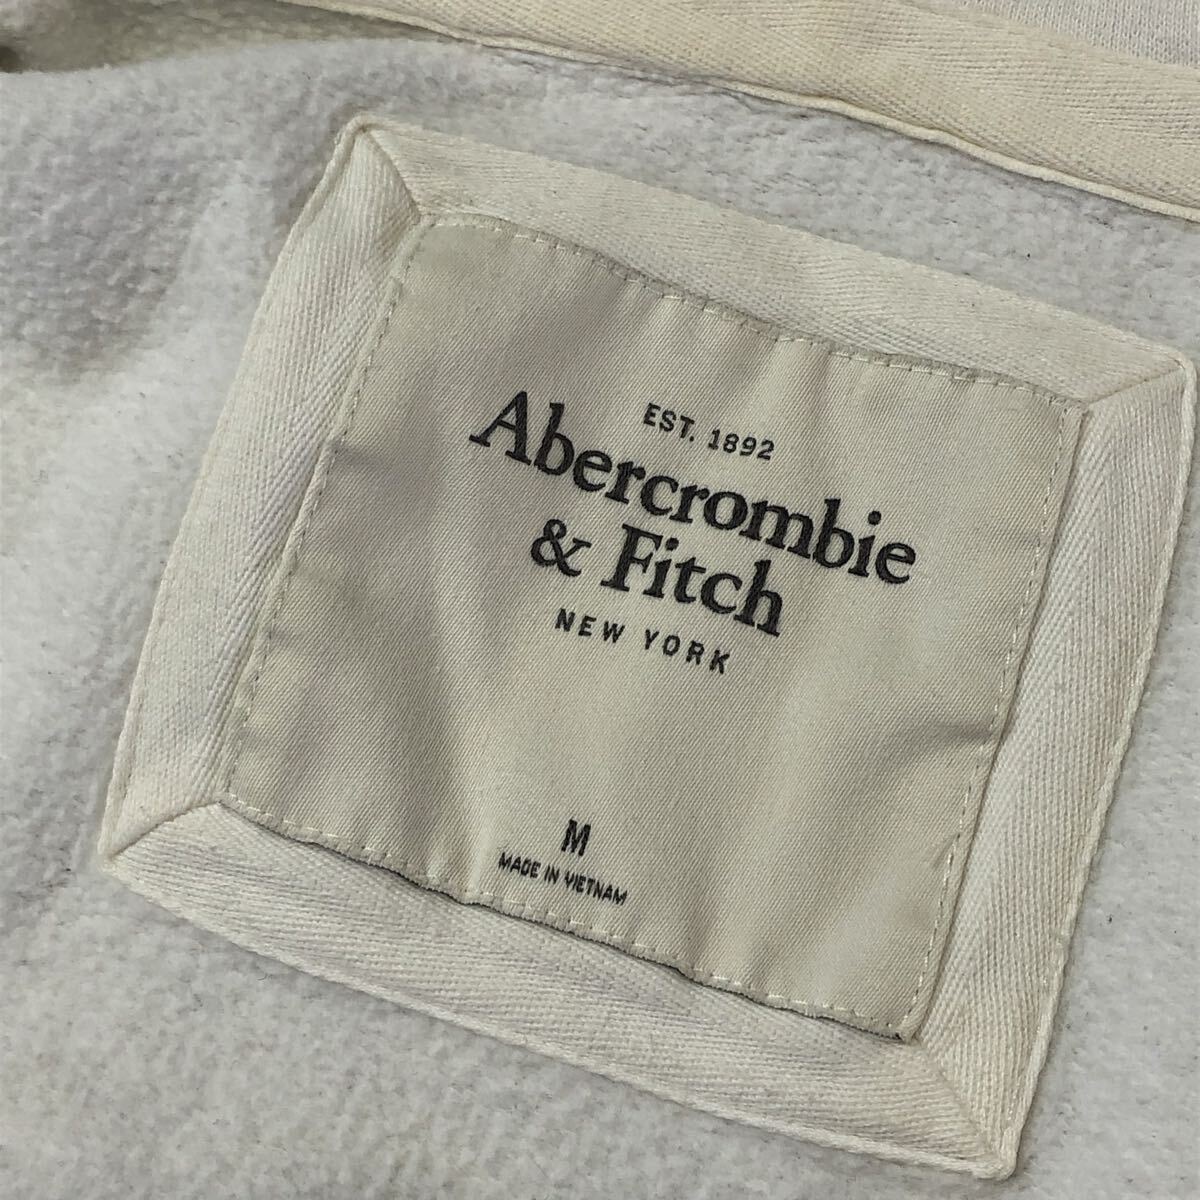 EST. 1892
Abercrombie
& Fitch
NEW YORK
M
MADE IN VIETNAM